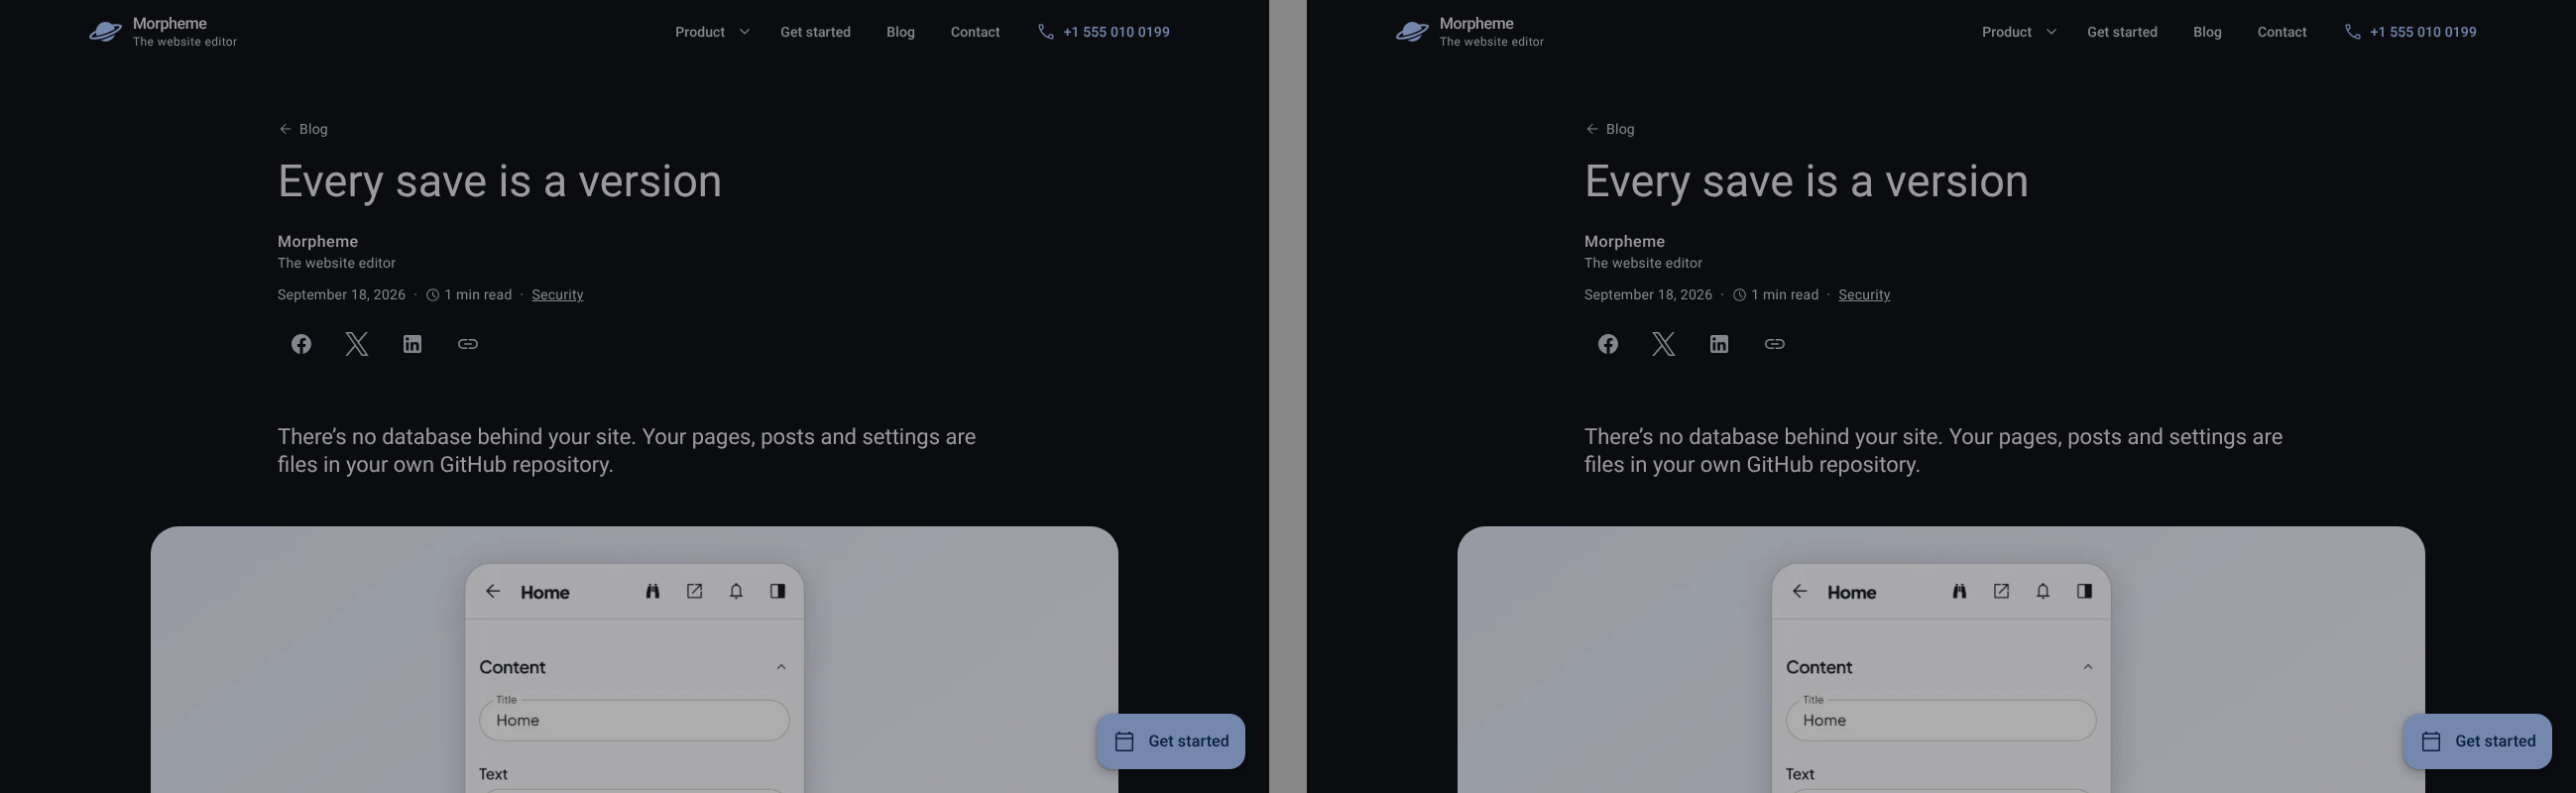 Morpheme
The website editor
Product
Get started
Blog
Contact
+1 555 010 0199
Blog
Every save is a version
Morpheme
The website editor
September 18, 2026 · 1 min read · Security
There’s no database behind your site. Your pages, posts and settings are
files in your own GitHub repository.
Home
Content
Title
Home
Text
Get started
Morpheme
The website editor
Product
Get started
Blog
Contact
+1 555 010 0199
Blog
Every save is a version
Morpheme
The website editor
September 18, 2026 · 1 min read · Security
There’s no database behind your site. Your pages, posts and settings are
files in your own GitHub repository.
Home
Content
Title
Home
Text
Get started